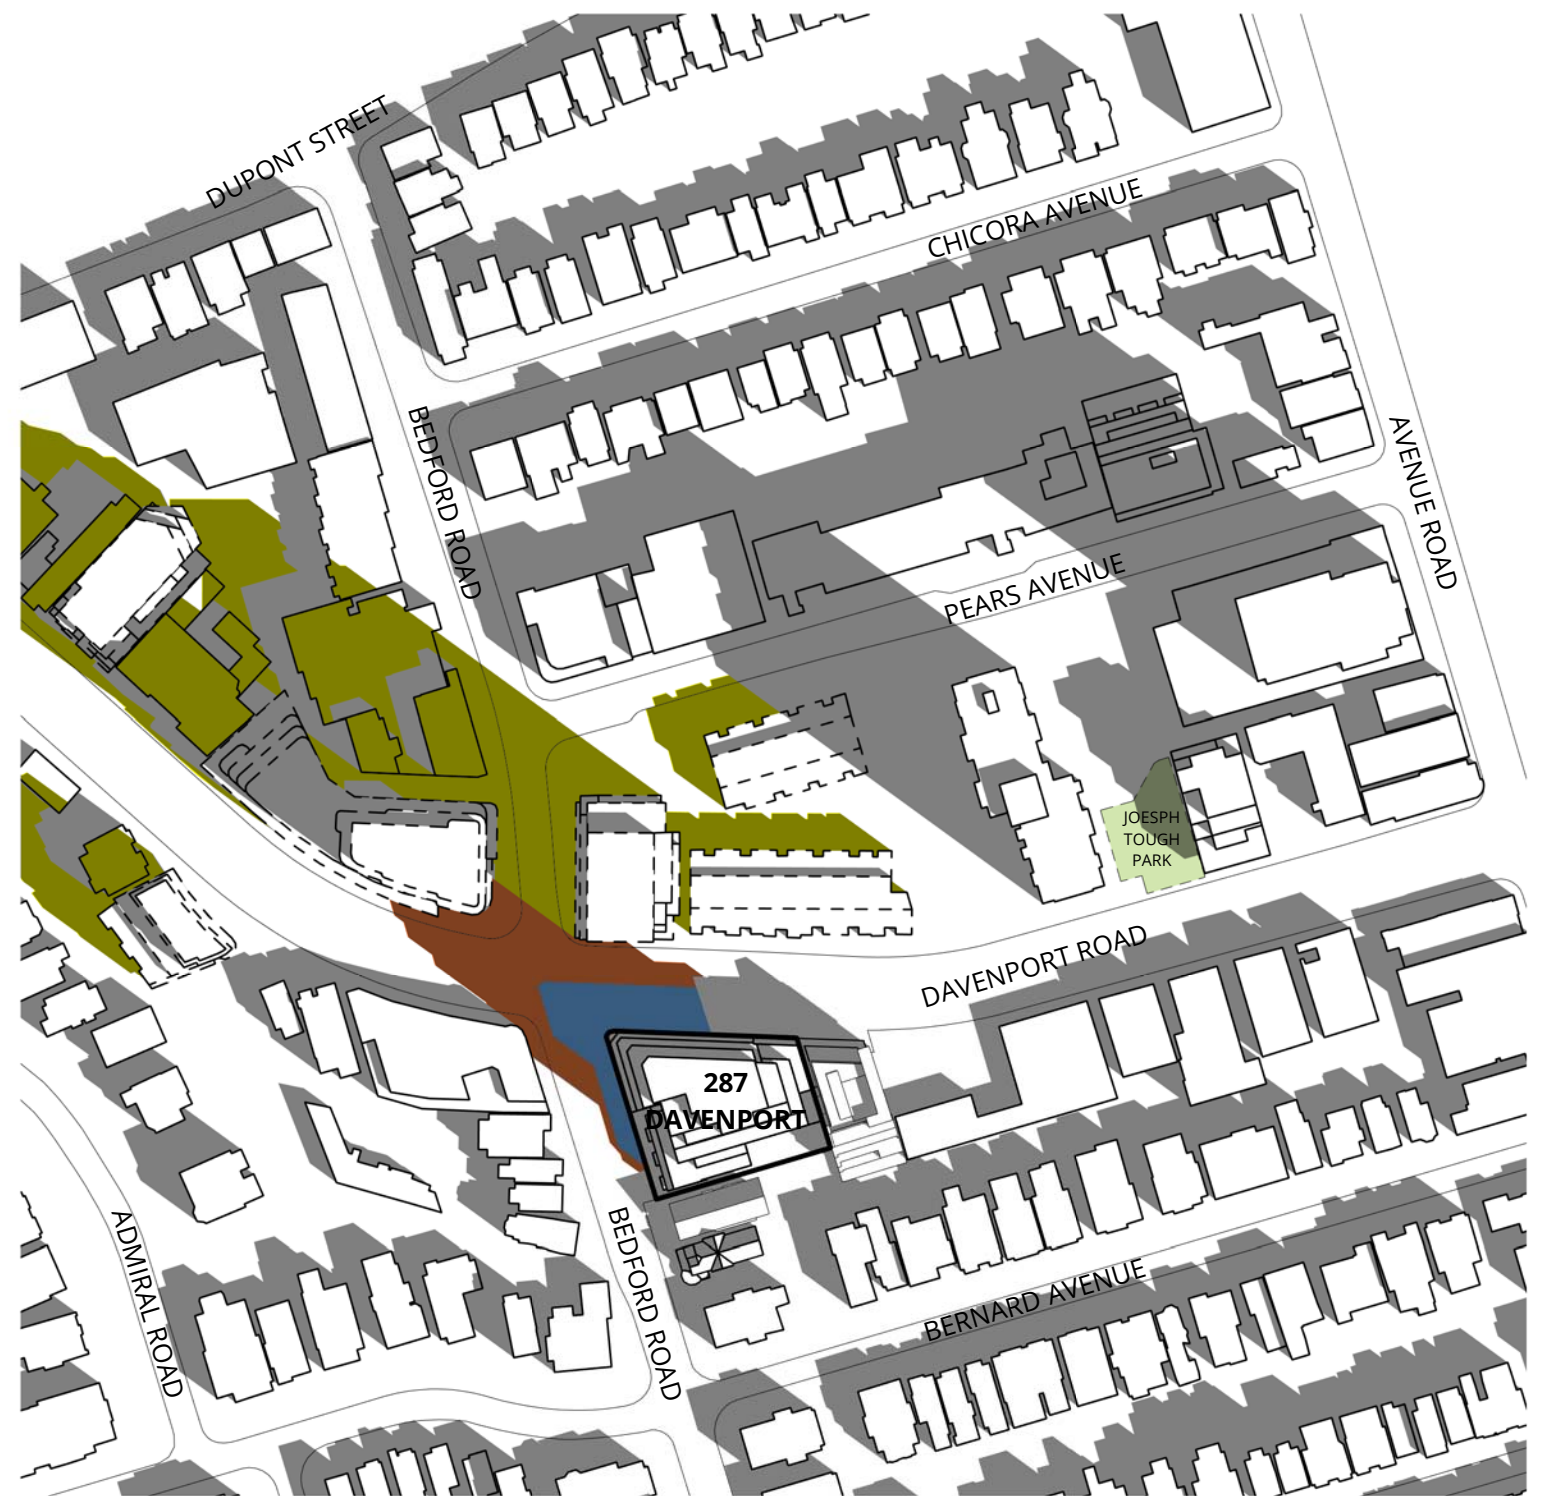 DUPONT STREET
CHICORA AVENUE
BEDFORD ROAD
AVENUE ROAD
PEARS AVENUE
JOESPH
TOUGH
PARK
DAVENPORT ROAD
287
DAVENPORT
ADMIRAL ROAD
BEDFORD ROAD
BERNARD AVENUE